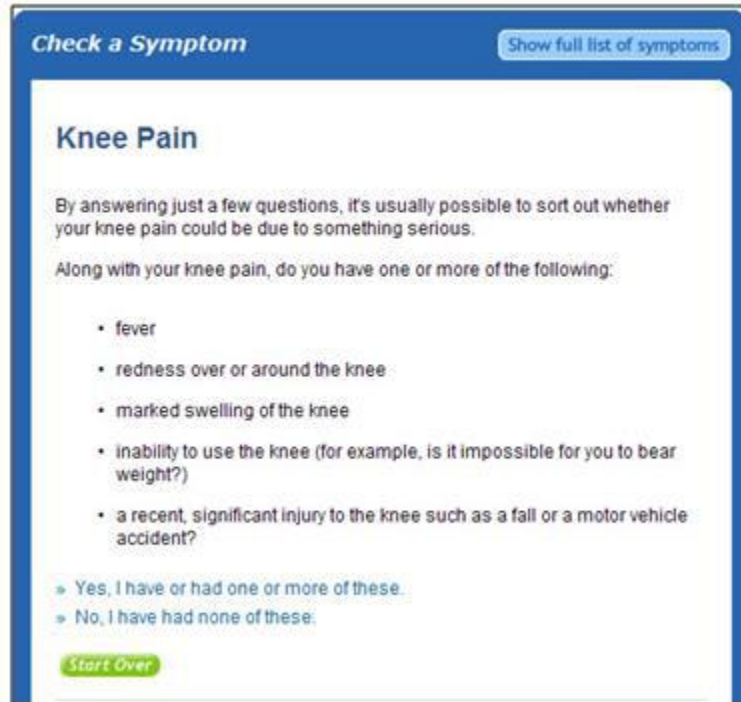 Check a Symptom
Show full list of symptoms
Knee Pain
By answering just a few questions, it's usually possible to sort out whether
your knee pain could be due to something serious.
Along with your knee pain, do you have one or more of the following:
• fever
• redness over or around the knee
• marked swelling of the knee
• inability to use the knee (for example, is it impossible for you to bear
weight?)
• a recent, significant injury to the knee such as a fall or a motor vehicle
accident?
» Yes, I have or had one or more of these.
» No, I have had none of these.
Start Over